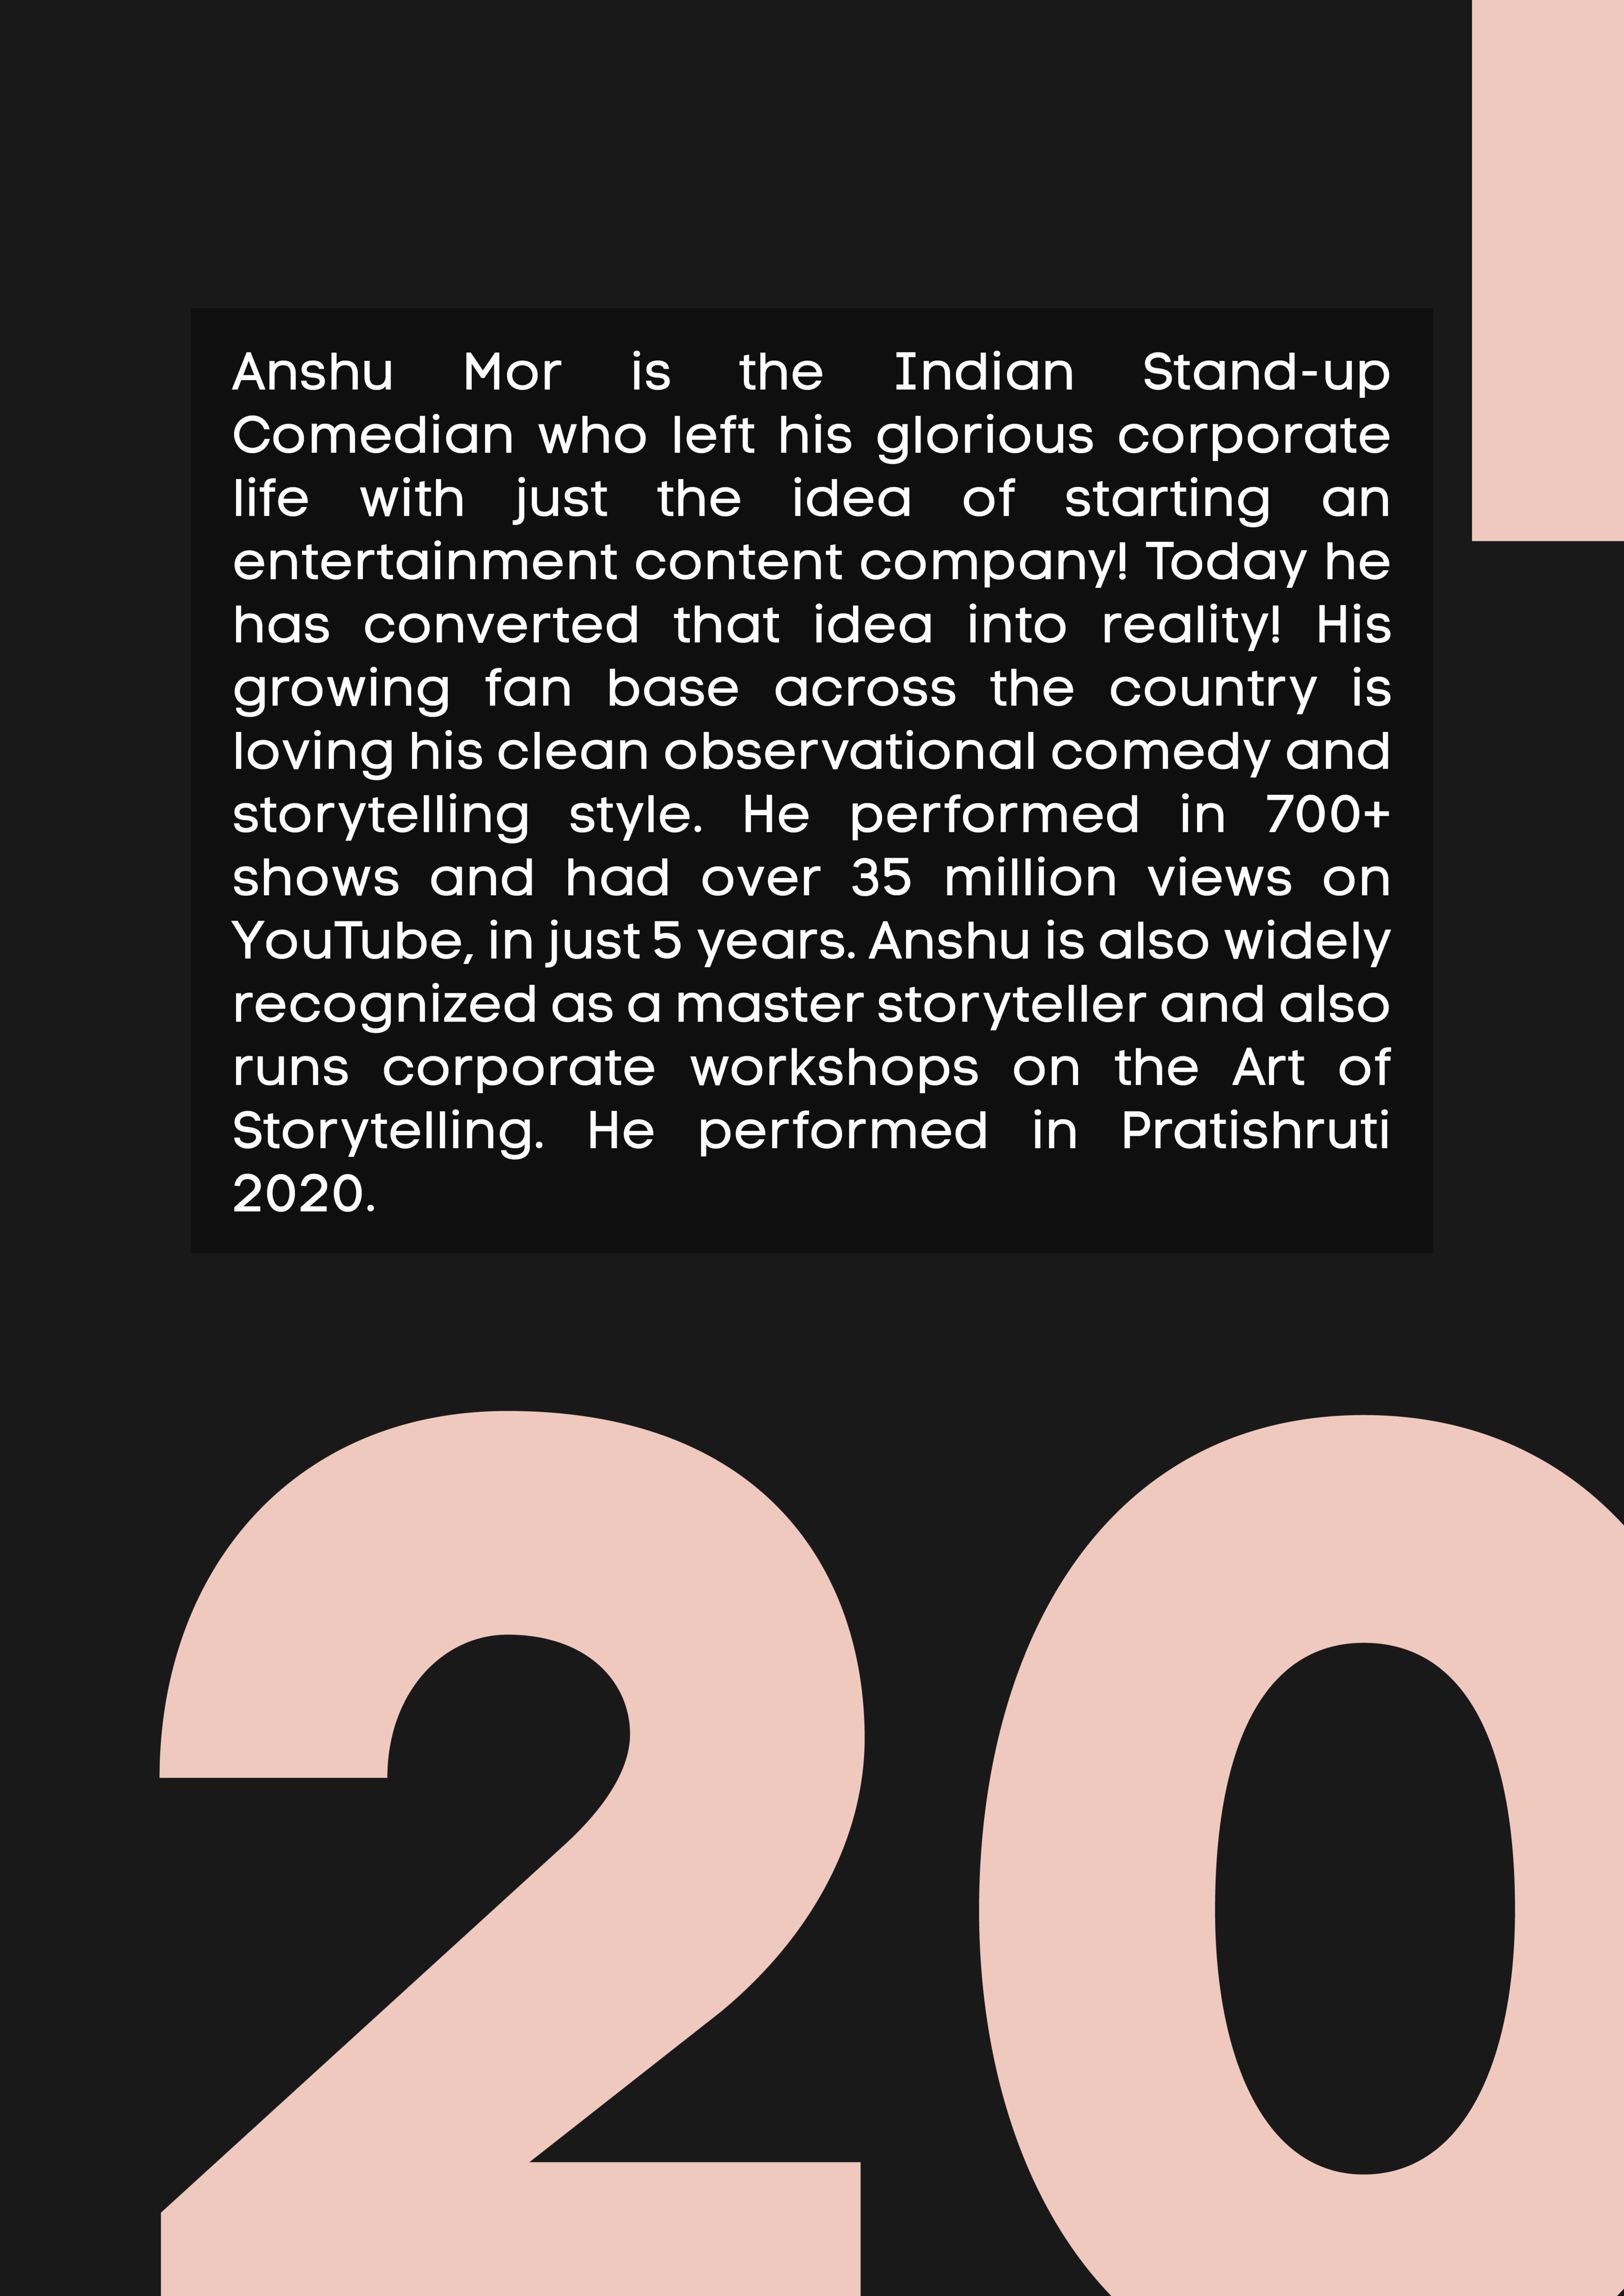 Anshu Mor is the Indian Stand-up
Comedian who left his glorious corporate
life with just the idea of starting an
entertainment content company! Today he
has converted that idea into reality! His
growing fan base across the country is
loving his clean observational comedy and
storytelling style. He performed in 700+
shows and had over 35 million views on
YouTube, in just 5 years. Anshu is also widely
recognized as a master storyteller and also
runs corporate workshops on the Art of
Storytelling. He performed in Pratishruti
2020.
20